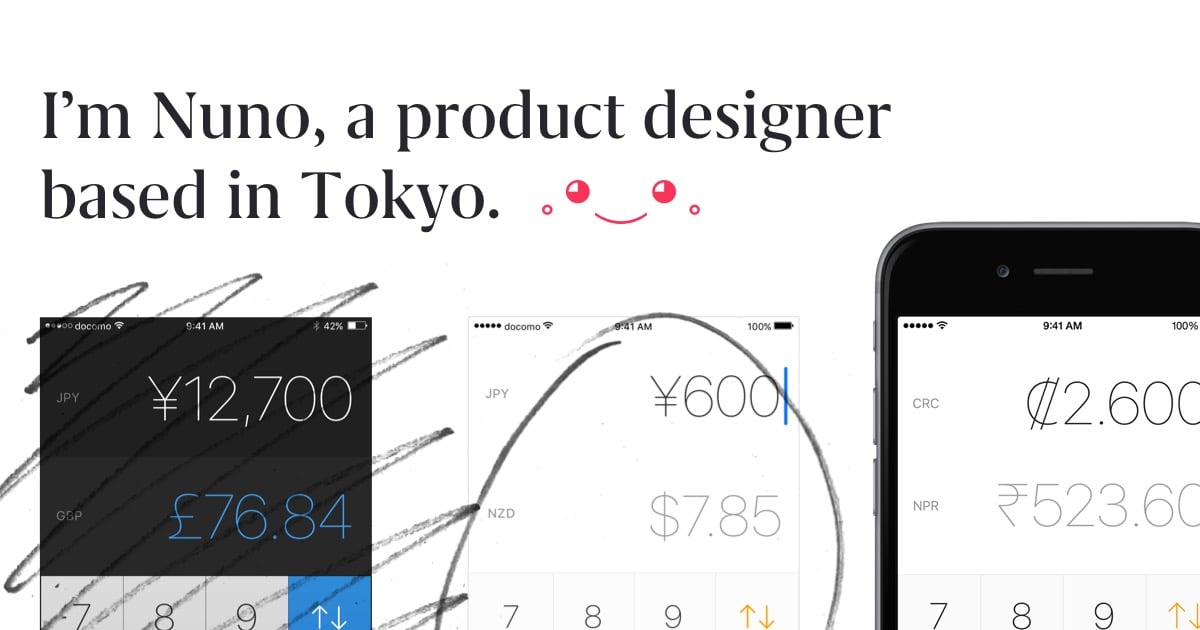 I’m Nuno, a product designer
based in Tokyo.
docomo 9:41 AM 42%
JPY ¥12,700
GBP £76.84
7 8 9 ↑↓
docomo 9:41 AM 100%
JPY ¥600
NZD $7.85
7 8 9 ↑↓
9:41 AM 100%
CRC ₡2.600
NPR ₹523.60
7 8 9 ↑↓